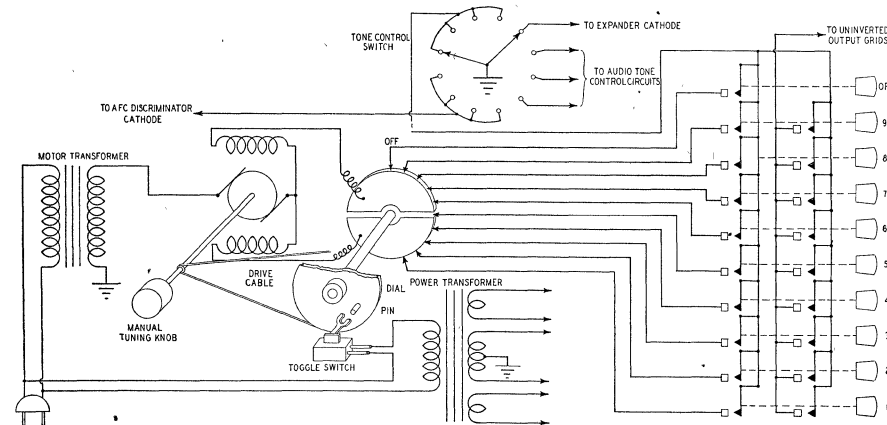 TO EXPANDER CATHODE
TO UNINVERTED
OUTPUT GRIDS
TONE CONTROL
SWITCH
TO AUDIO TONE
CONTROL CIRCUITS
TO AFC DISCRIMINATOR
CATHODE
OFF
9
MOTOR TRANSFORMER
OFF
8
7
6
5
DRIVE
CABLE
DIAL
POWER TRANSFORMER
4
PIN
MANUAL
TUNING KNOB
TOGGLE SWITCH
2